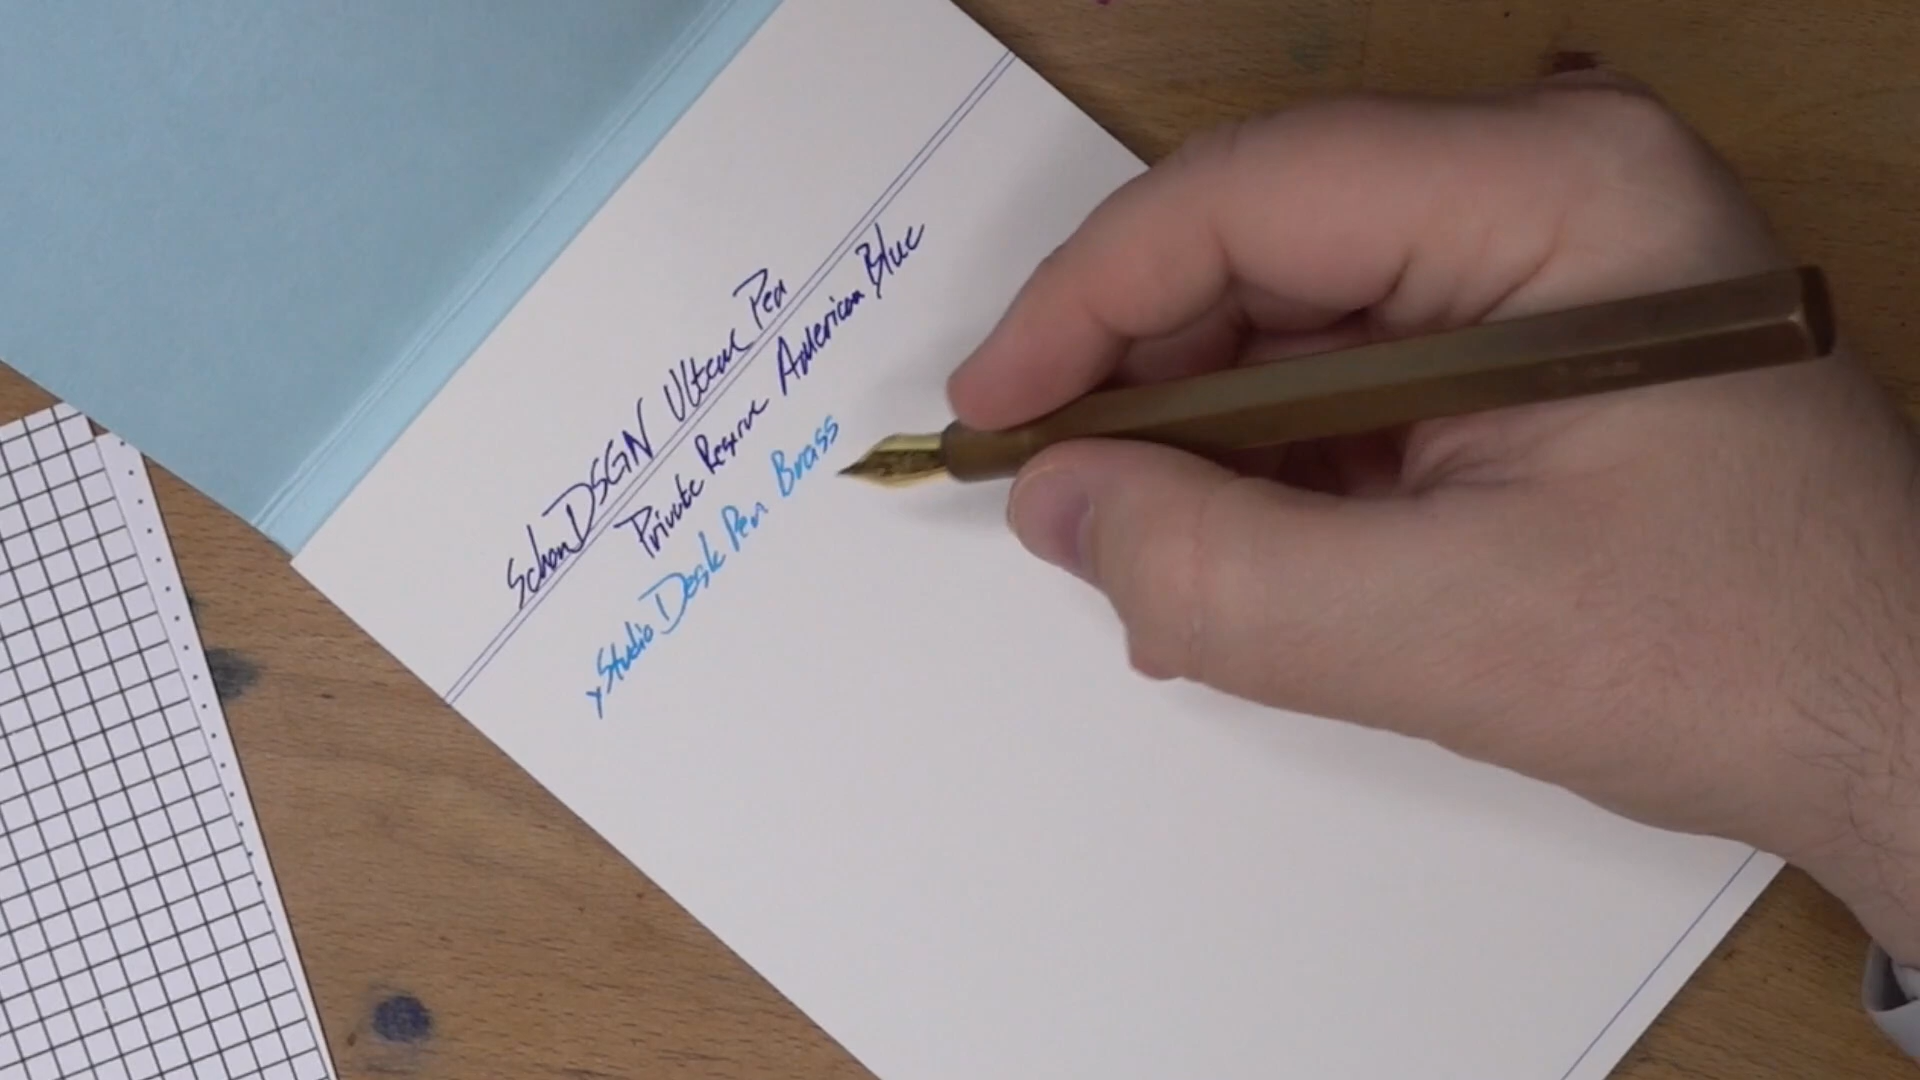 Schon DSGN Ultem Pen
Private Reserve American Blue
yStudio Desk Pen Brass